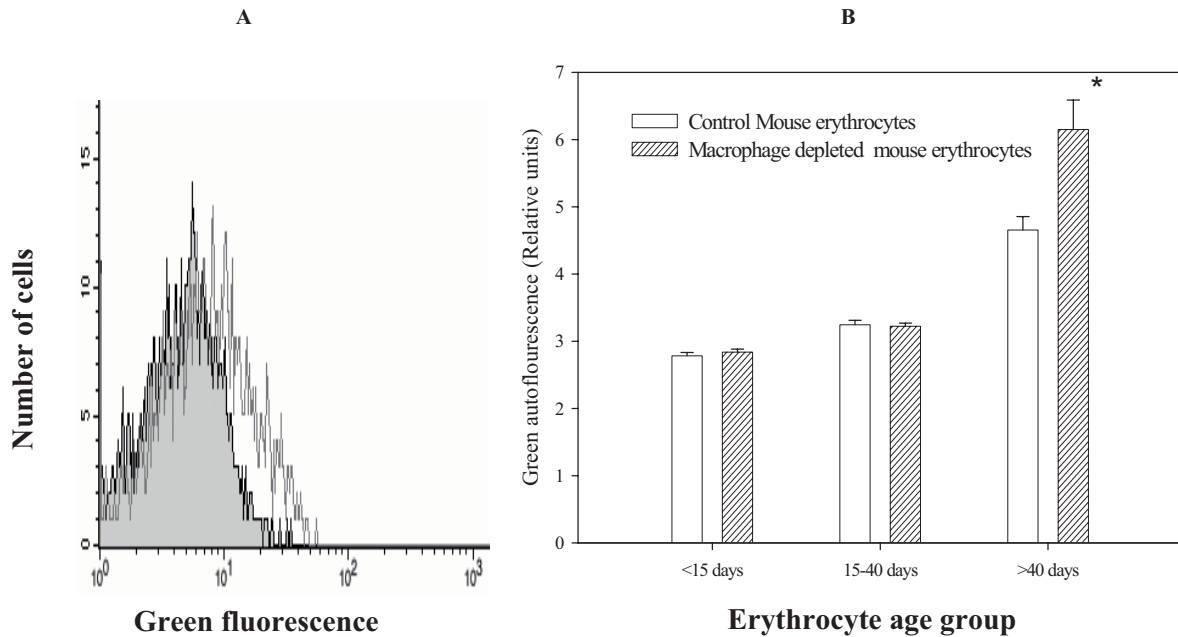 A
B
Number of cells
15
10
5
0
10^0
10^1
10^2
10^3
Green fluorescence
Green autoflourescence (Relative units)
7
6
5
4
3
2
1
0
Control Mouse erythrocytes
Macrophage depleted mouse erythrocytes
*
<15 days
15-40 days
>40 days
Erythrocyte age group